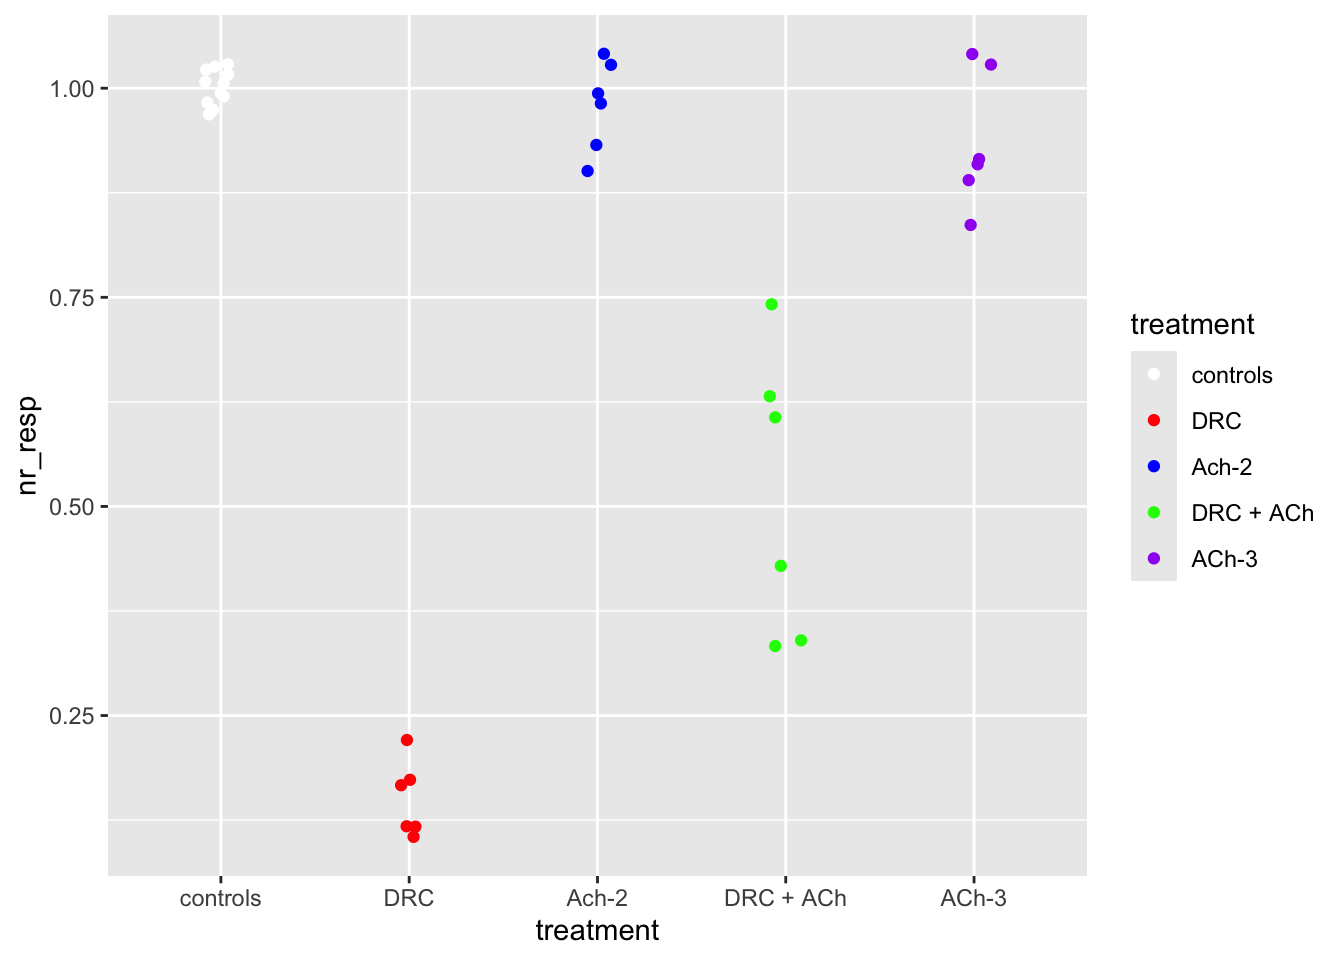 1.00
0.75
0.50
0.25
nr_resp
controls DRC Ach-2 DRC + ACh ACh-3
treatment
treatment
controls
DRC
Ach-2
DRC + ACh
ACh-3